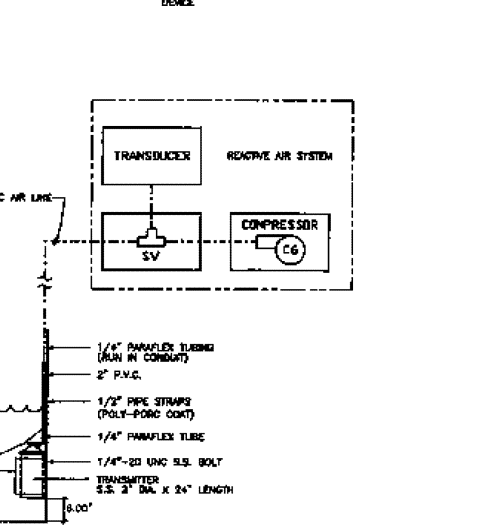 DEVICE
TRANSDUCER
REACTIVE AIR SYSTEM
C AIR LINE
COMPRESSOR
SV
CG
1/4" PARAFLEX TUBING
(RUN IN CONDUIT)
2" P.V.C.
1/2" PIPE STRAPS
(POLY-PORC COAT)
1/4" PARAFLEX TUBE
1/4"-20 UNC S.S. BOLT
TRANSMITTER
S.S. 2" DIA. X 24" LENGTH
6.00"